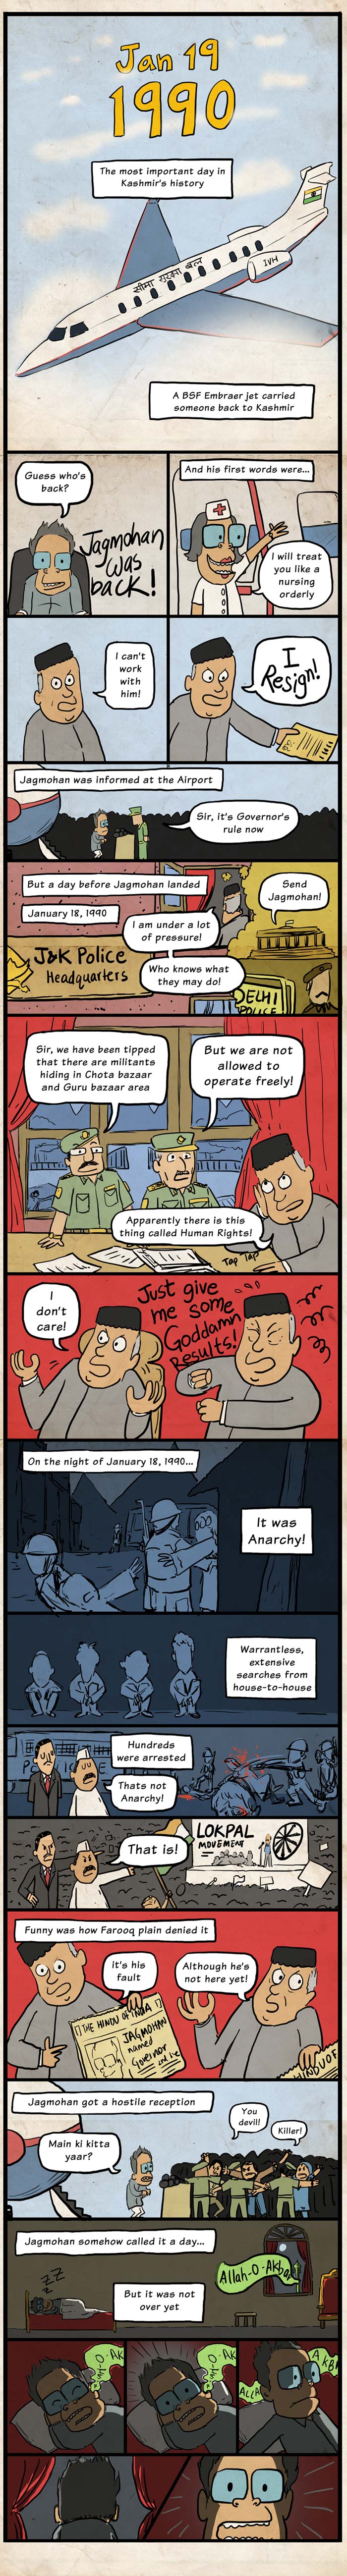 Jan 19
1990
The most important day in
Kashmir's history
सीमा सुरक्षा बल
IVH
A BSF Embraer jet carried
someone back to Kashmir
Guess who's
back?
Jagmohan
was
back!
And his first words were...
I will treat
you like a
nursing
orderly
I can't
work
with
him!
I
Resign!
Jagmohan was informed at the Airport
Sir, it's Governor's
rule now
But a day before Jagmohan landed
January 18, 1990
Send
Jagmohan!
I am under a lot
of pressure!
J&K Police
Headquarters
Who knows what
they may do!
DELHI
POLICE
Sir, we have been tipped
that there are militants
hiding in Chota bazaar
and Guru bazaar area
But we are not
allowed to
operate freely!
Apparently there is this
thing called Human Rights!
Tap Tap
I
don't
care!
Just give
me some
Goddamn
Results!
On the night of January 18, 1990...
It was
Anarchy!
Warrantless,
extensive
searches from
house-to-house
Hundreds
were arrested
Thats not
Anarchy!
That is!
LOKPAL
MOVEMENT
Funny was how Farooq plain denied it
It's his
fault
Although he's
not here yet!
THE HINDU OF INDIA
JAGMOHAN
named
Governor
HINDU OF
Jagmohan got a hostile reception
Main ki kitta
yaar?
You
devil!
Killer!
Jagmohan somehow called it a day...
ZZZ
Allah-O-Akbar
But it was not
over yet